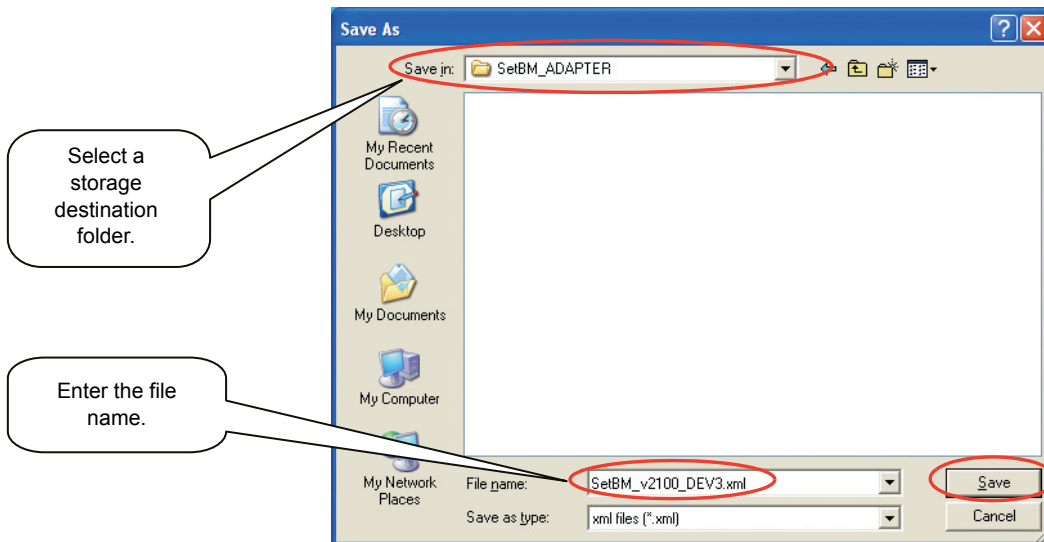 Save As
Save in: SetBM_ADAPTER
My Recent
Documents
Desktop
My Documents
My Computer
My Network
Places
Select a
storage
destination
folder.
Enter the file
name.
File name: SetBM_v2100_DEV3.xml Save
Save as type: xml files (*.xml) Cancel